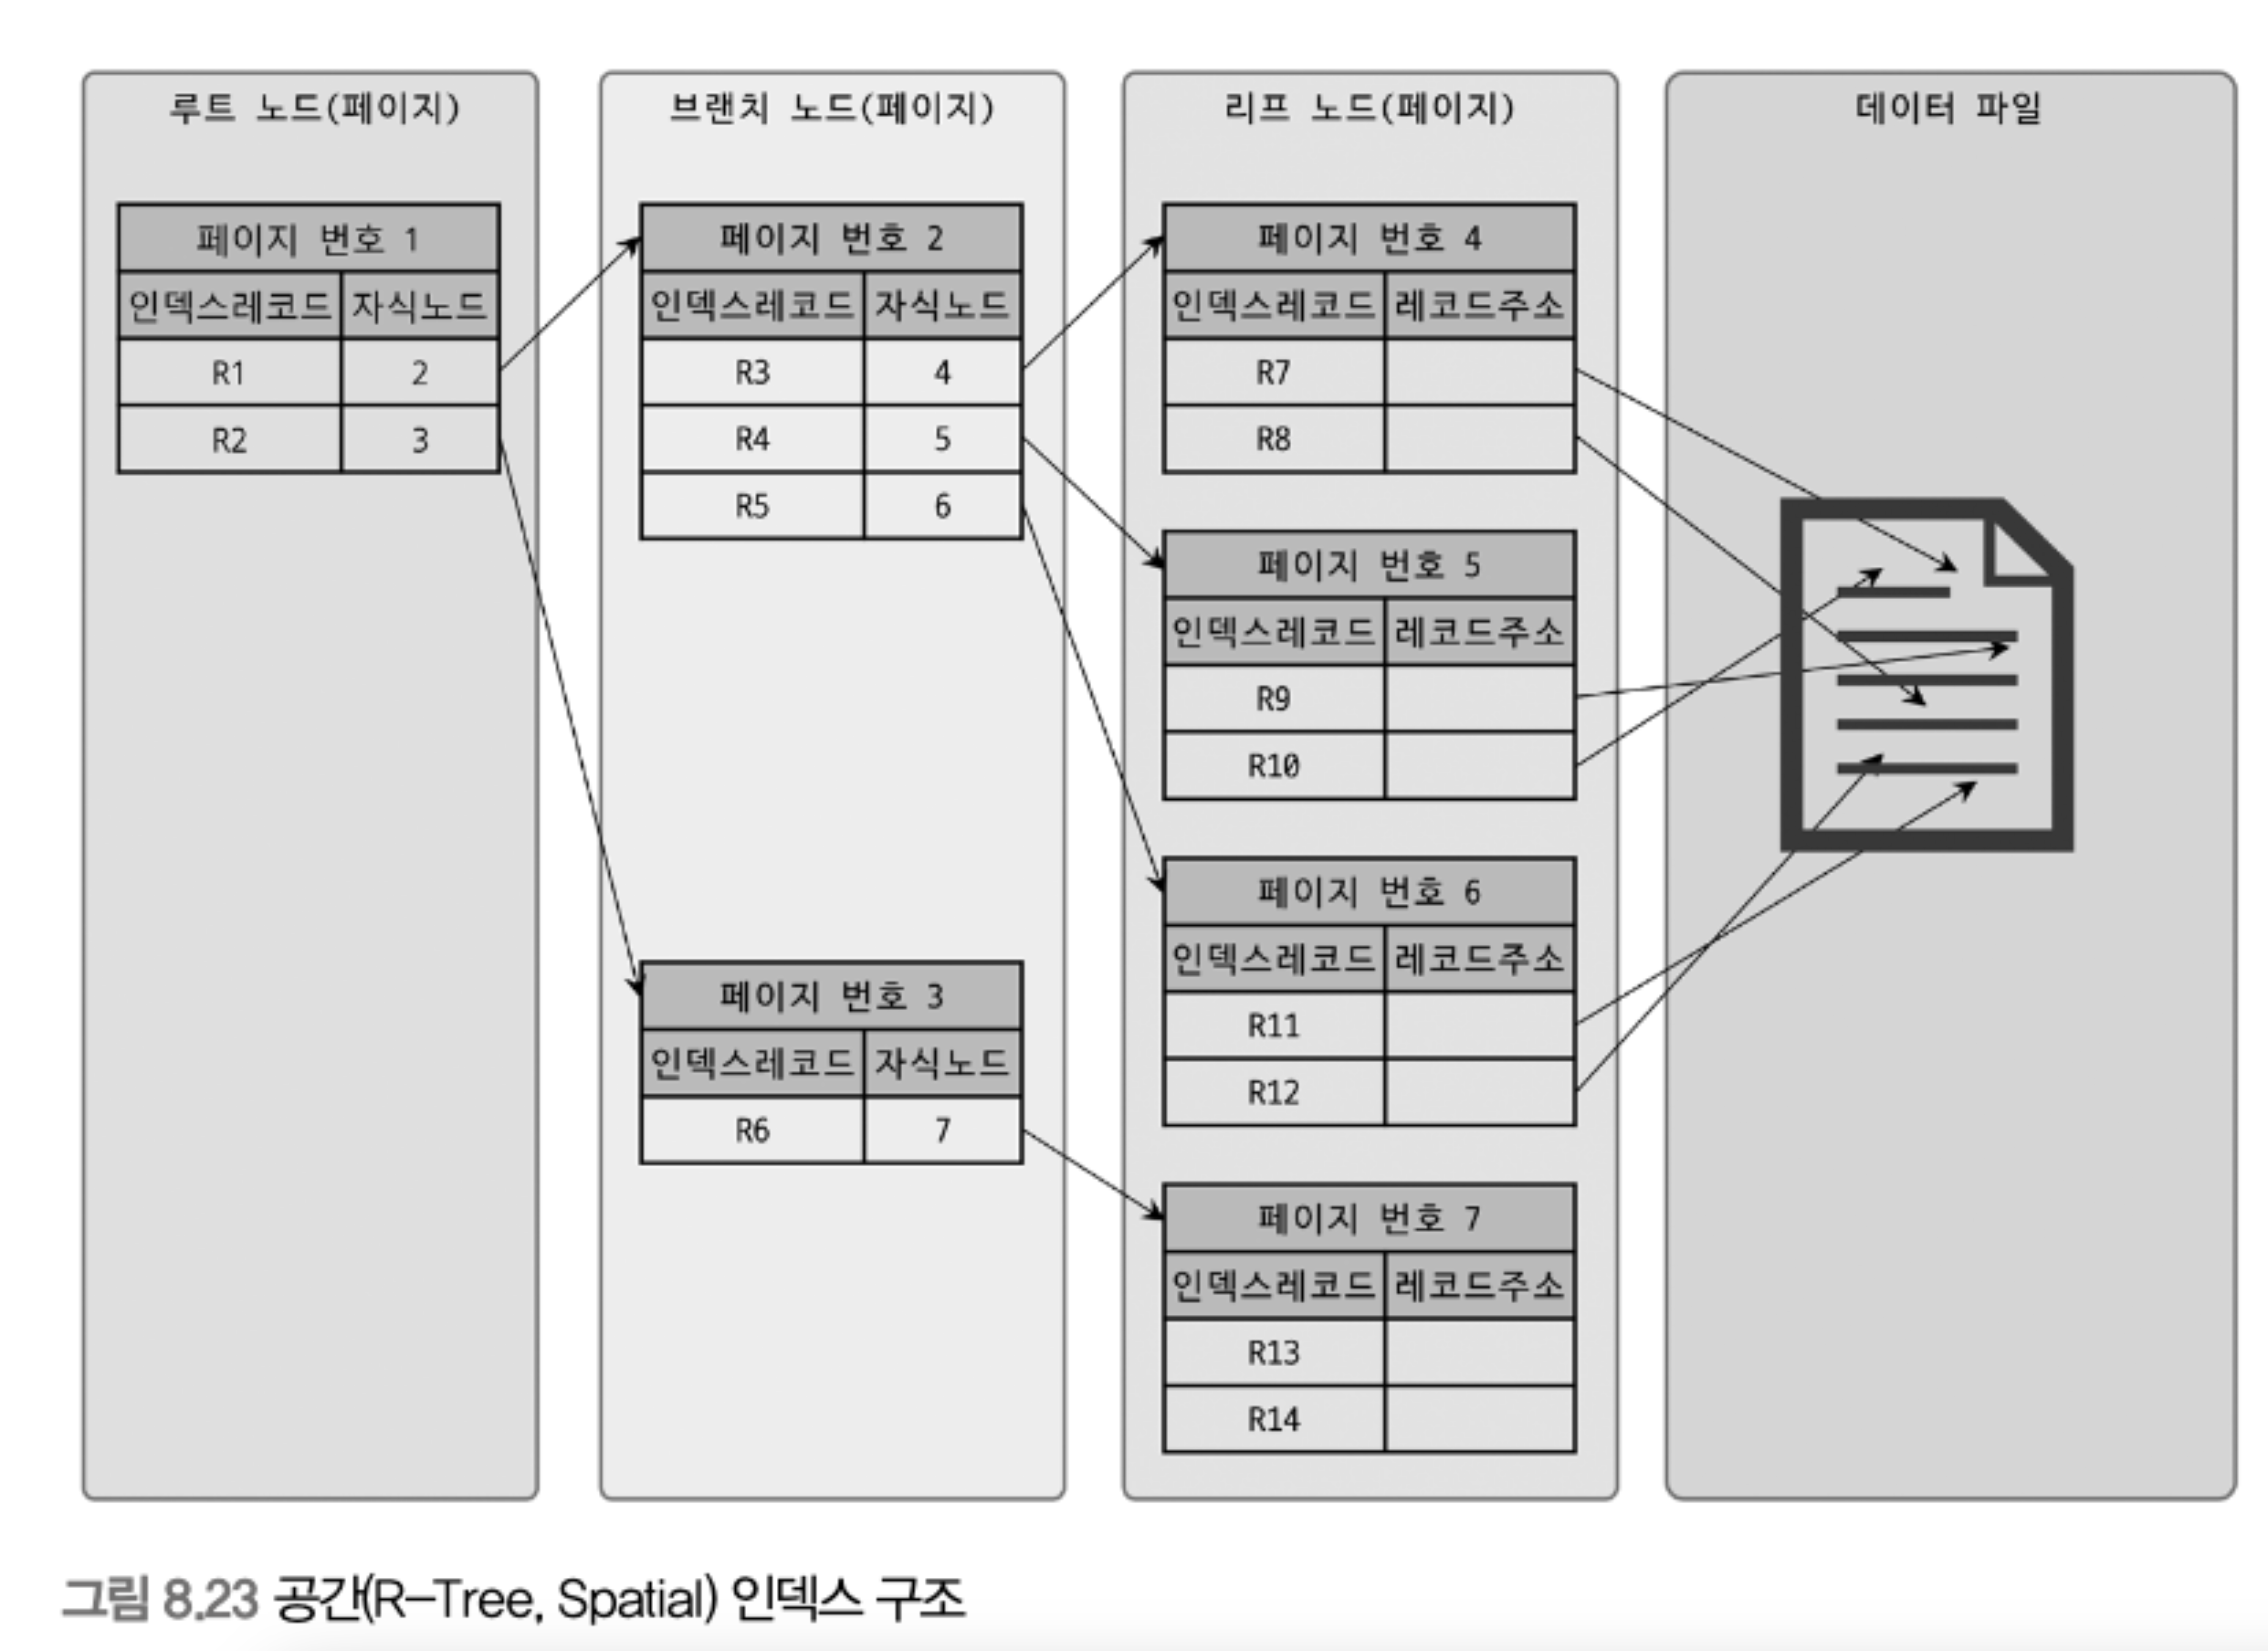 루트 노드(페이지)
페이지 번호 1
인덱스레코드 자식노드
R1 2
R2 3
브랜치 노드(페이지)
페이지 번호 2
인덱스레코드 자식노드
R3 4
R4 5
R5 6
페이지 번호 3
인덱스레코드 자식노드
R6 7
리프 노드(페이지)
페이지 번호 4
인덱스레코드 레코드주소
R7
R8
페이지 번호 5
인덱스레코드 레코드주소
R9
R10
페이지 번호 6
인덱스레코드 레코드주소
R11
R12
페이지 번호 7
인덱스레코드 레코드주소
R13
R14
데이터 파일
그림 8.23 공간(R-Tree, Spatial) 인덱스 구조